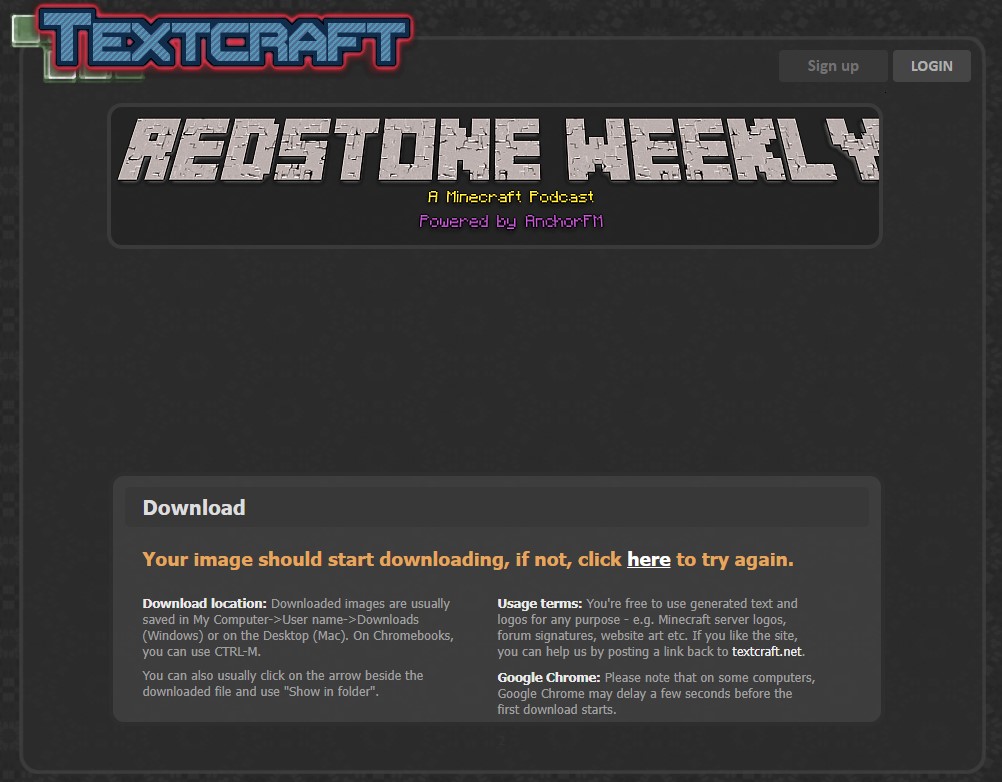 TEXTCRAFT
Sign up
LOGIN
REDSTONE WEEKLY
A Minecraft Podcast
Powered by AnchorFM
Download
Your image should start downloading, if not, click here to try again.
Download location: Downloaded images are usually
saved in My Computer->User name->Downloads
(Windows) or on the Desktop (Mac). On Chromebooks,
you can use CTRL-M.
You can also usually click on the arrow beside the
downloaded file and use "Show in folder".
Usage terms: You're free to use generated text and
logos for any purpose - e.g. Minecraft server logos,
forum signatures, website art etc. If you like the site,
you can help us by posting a link back to textcraft.net.
Google Chrome: Please note that on some computers,
Google Chrome may delay a few seconds before the
first download starts.